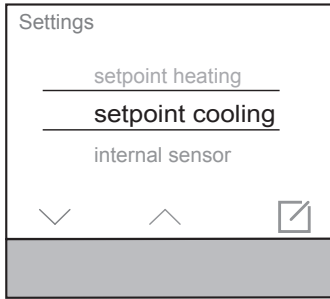 Settings
setpoint heating
setpoint cooling
internal sensor